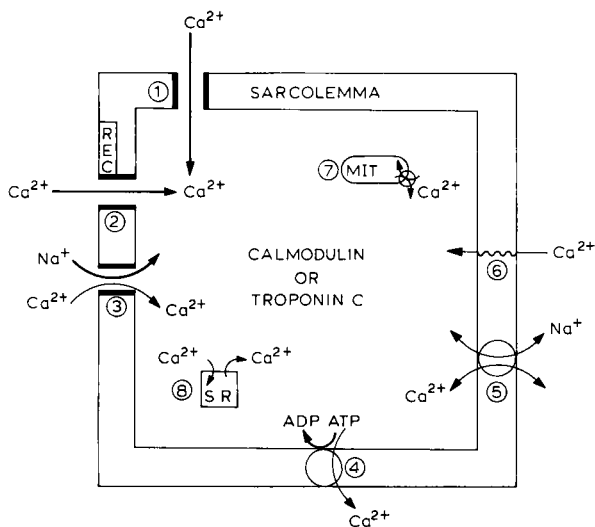 Ca²⁺
① SARCOLEMMA
REC
⑦ MIT
Ca²⁺ Ca²⁺ Ca²⁺
②
Na⁺ CALMODULIN ⑥ Ca²⁺
OR
Ca²⁺ ③ Ca²⁺ TROPONIN C
Na⁺
Ca²⁺ Ca²⁺
⑧ SR Ca²⁺ ⑤
ADP ATP
④
Ca²⁺